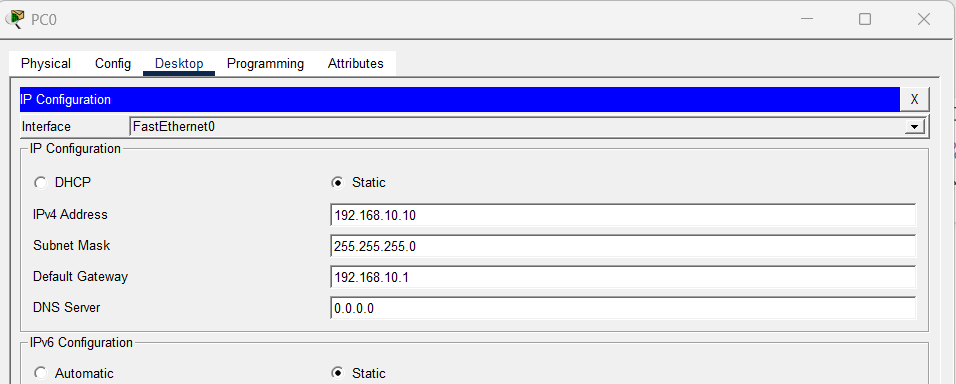 PC0
Physical Config Desktop Programming Attributes
IP Configuration X
Interface FastEthernet0
IP Configuration
DHCP Static
IPv4 Address 192.168.10.10
Subnet Mask 255.255.255.0
Default Gateway 192.168.10.1
DNS Server 0.0.0.0
IPv6 Configuration
Automatic Static